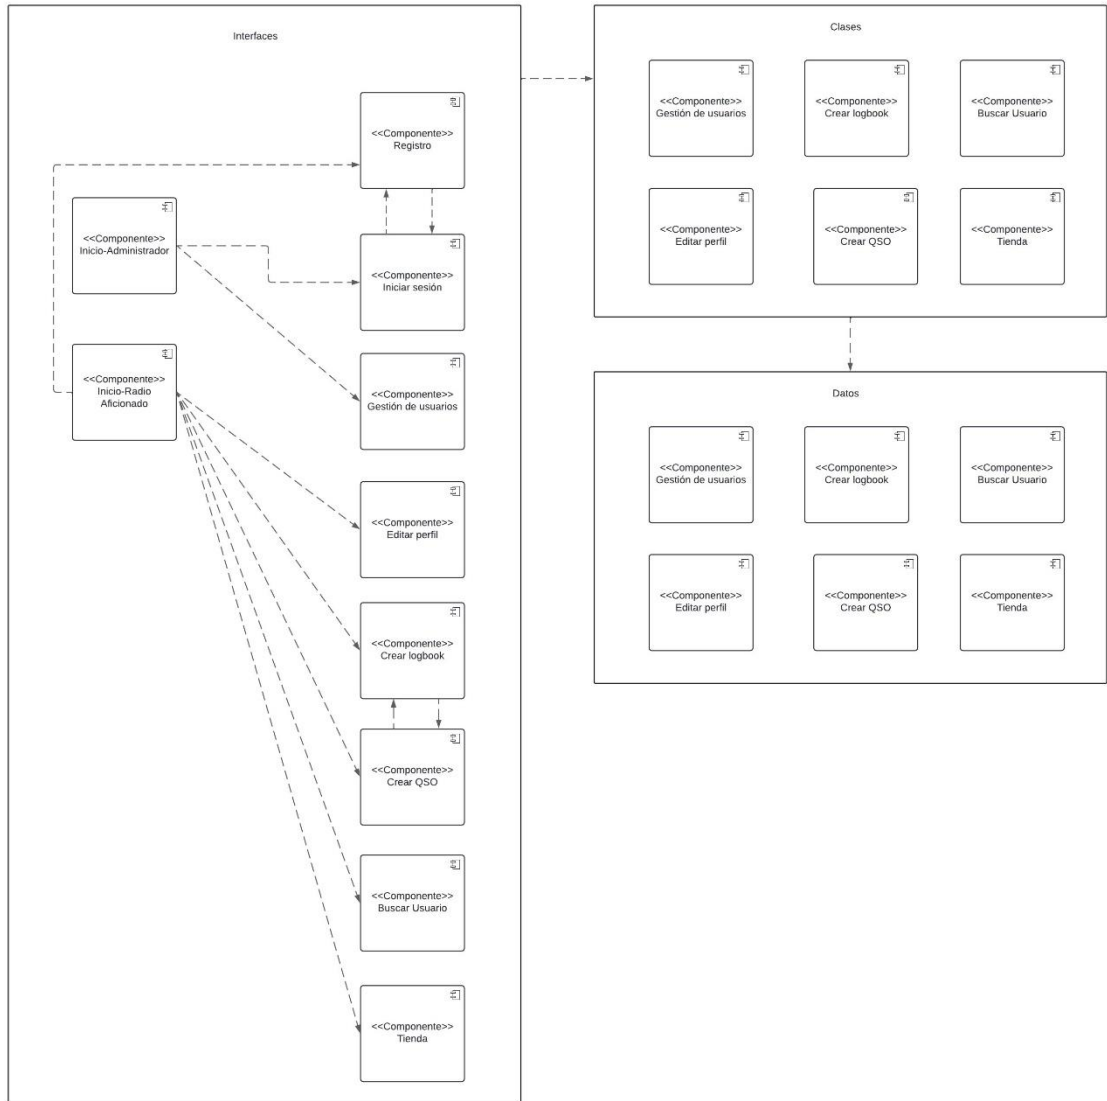 Interfaces
<<Componente>>
Registro
<<Componente>>
Inicio-Administrador
<<Componente>>
Iniciar sesión
<<Componente>>
Inicio-Radio
Aficionado
<<Componente>>
Gestión de usuarios
<<Componente>>
Editar perfil
<<Componente>>
Crear logbook
<<Componente>>
Crear QSO
<<Componente>>
Buscar Usuario
<<Componente>>
Tienda
Clases
<<Componente>>
Gestión de usuarios
<<Componente>>
Crear logbook
<<Componente>>
Buscar Usuario
<<Componente>>
Editar perfil
<<Componente>>
Crear QSO
<<Componente>>
Tienda
Datos
<<Componente>>
Gestión de usuarios
<<Componente>>
Crear logbook
<<Componente>>
Buscar Usuario
<<Componente>>
Editar perfil
<<Componente>>
Crear QSO
<<Componente>>
Tienda